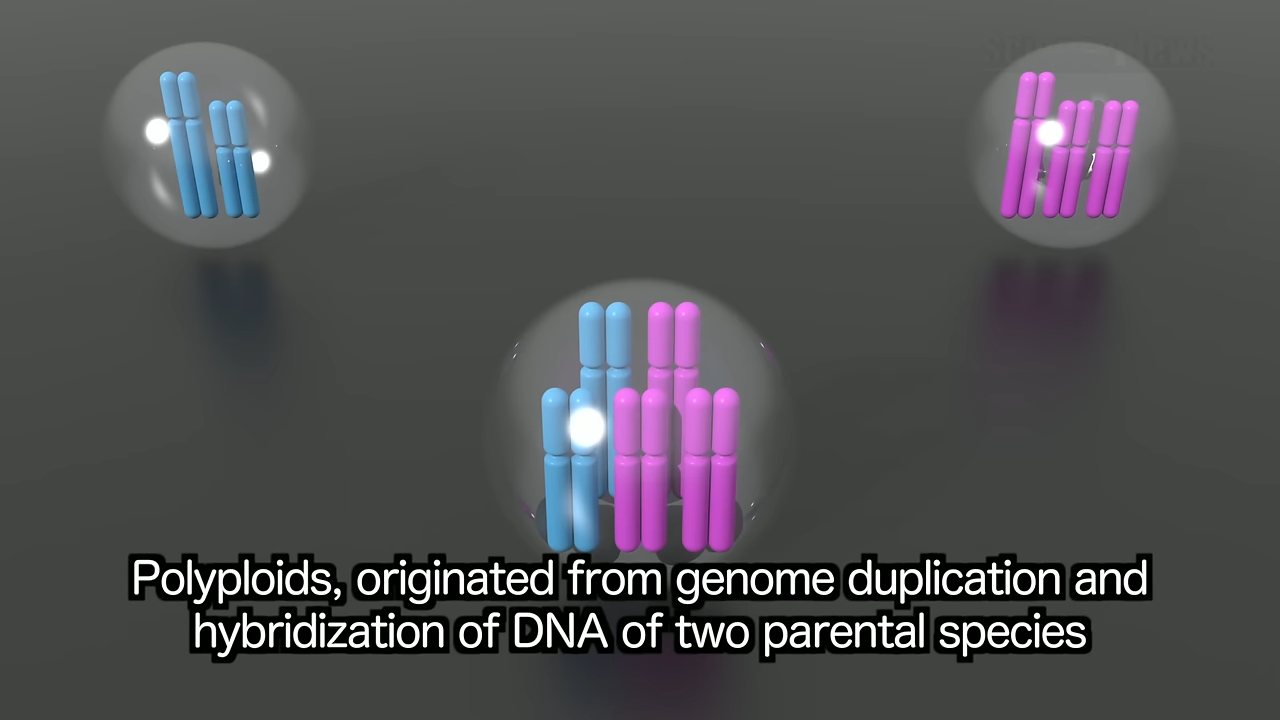 Polyploids, originated from genome duplication and
hybridization of DNA of two parental species